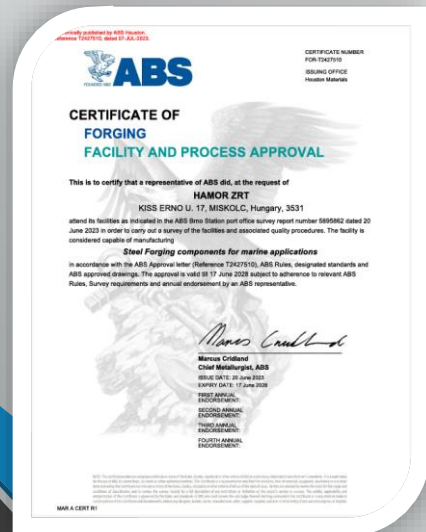 Electronically published by ABS Houston
Reference T2427510, dated 07-JUL-2023.
CERTIFICATE NUMBER
FOR-T2427510
ISSUING OFFICE
Houston Materials
ABS
FOUNDED 1862
CERTIFICATE OF
FORGING
FACILITY AND PROCESS APPROVAL
This is to certify that a representative of ABS did, at the request of
HAMOR ZRT
KISS ERNO U. 17, MISKOLC, Hungary, 3531
attend its facilities as indicated in the ABS Brno Station port office survey report number 5895862 dated 20
June 2023 in order to carry out a survey of the facilities and associated quality procedures. The facility is
considered capable of manufacturing
Steel Forging components for marine applications
in accordance with the ABS Approval letter (Reference T2427510), ABS Rules, designated standards and
ABS approved drawings. The approval is valid till 17 June 2028 subject to adherence to relevant ABS
Rules, Survey requirements and annual endorsement by an ABS representative.
Marcus Cridland
Chief Metallurgist, ABS
ISSUE DATE: 20 June 2023
EXPIRY DATE: 17 June 2028
FIRST ANNUAL
ENDORSEMENT:
SECOND ANNUAL
ENDORSEMENT:
THIRD ANNUAL
ENDORSEMENT:
FOURTH ANNUAL
ENDORSEMENT:
MAR A CERT R1